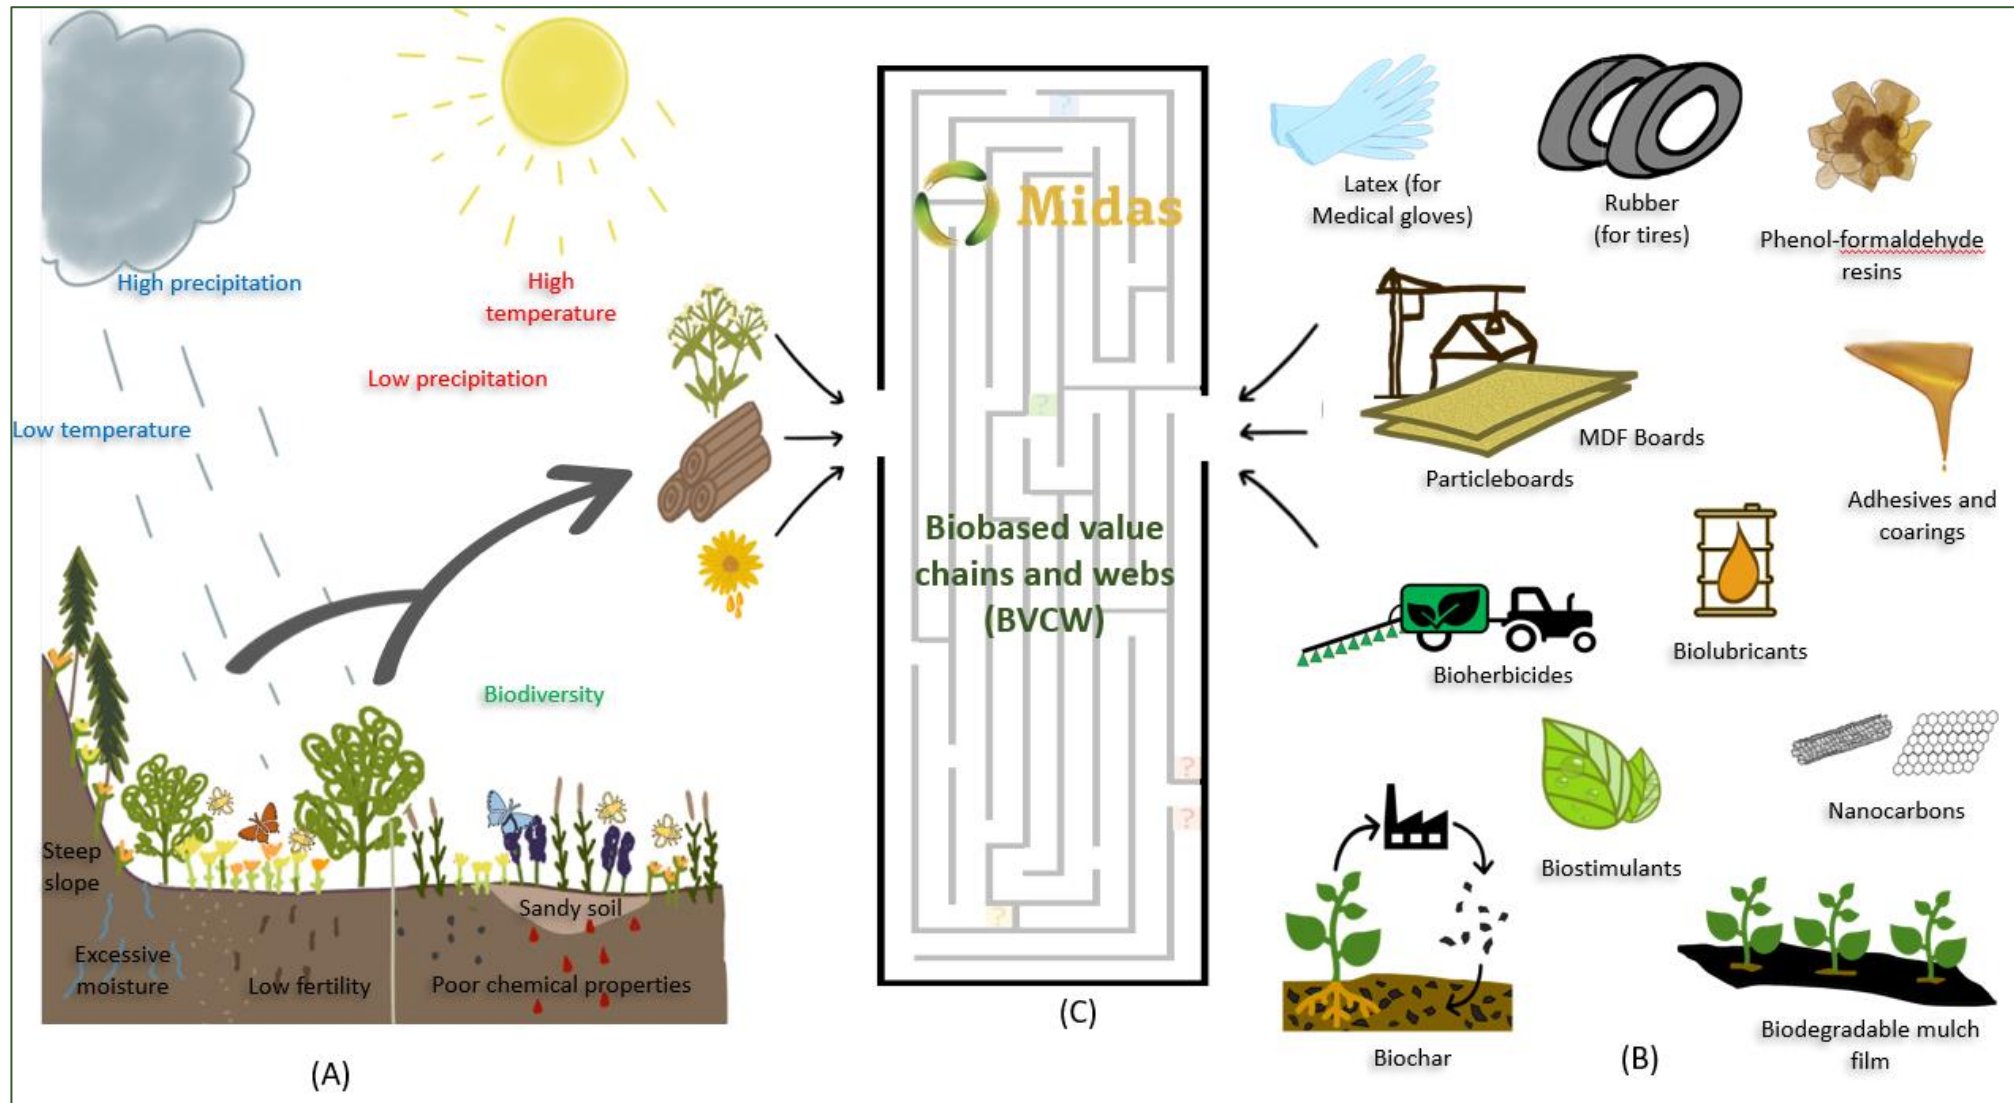 High precipitation
High
temperature
Low precipitation
Low temperature
Biodiversity
Steep
slope
Excessive
moisture
Low fertility
Sandy soil
Poor chemical properties
(A)
?
Midas
?
Biobased value
chains and webs
(BVCW)
?
?
?
(C)
Latex (for
Medical gloves)
Rubber
(for tires)
Phenol-formaldehyde
resins
MDF Boards
Particleboards
Adhesives and
coarings
Biolubricants
Bioherbicides
Nanocarbons
Biostimulants
Biochar
Biodegradable mulch
film
(B)